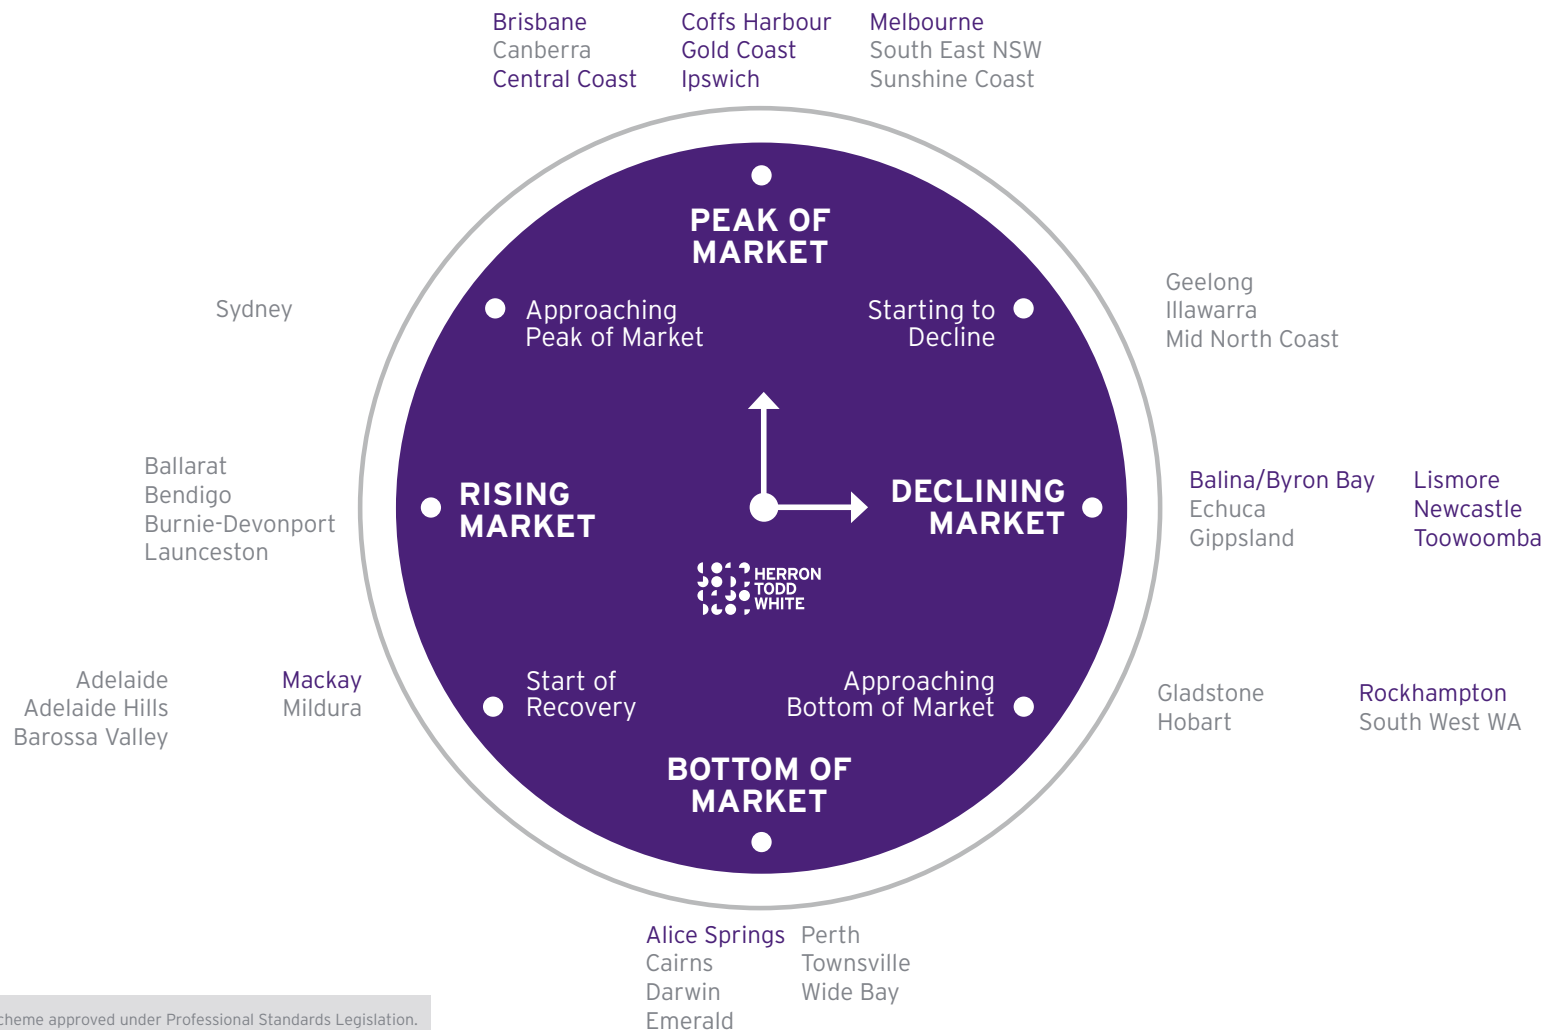 Brisbane
Canberra
Central Coast
Coffs Harbour
Gold Coast
Ipswich
Melbourne
South East NSW
Sunshine Coast
PEAK OF
MARKET
Sydney
Approaching
Peak of Market
Starting to
Decline
Geelong
Illawarra
Mid North Coast
Ballarat
Bendigo
Burnie-Devonport
Launceston
RISING
MARKET
DECLINING
MARKET
Balina/Byron Bay
Echuca
Gippsland
Lismore
Newcastle
Toowoomba
HERRON
TODD
WHITE
Adelaide
Adelaide Hills
Barossa Valley
Mackay
Mildura
Start of
Recovery
Approaching
Bottom of Market
Gladstone
Hobart
Rockhampton
South West WA
BOTTOM OF
MARKET
Alice Springs
Cairns
Darwin
Emerald
Perth
Townsville
Wide Bay
cheme approved under Professional Standards Legislation.